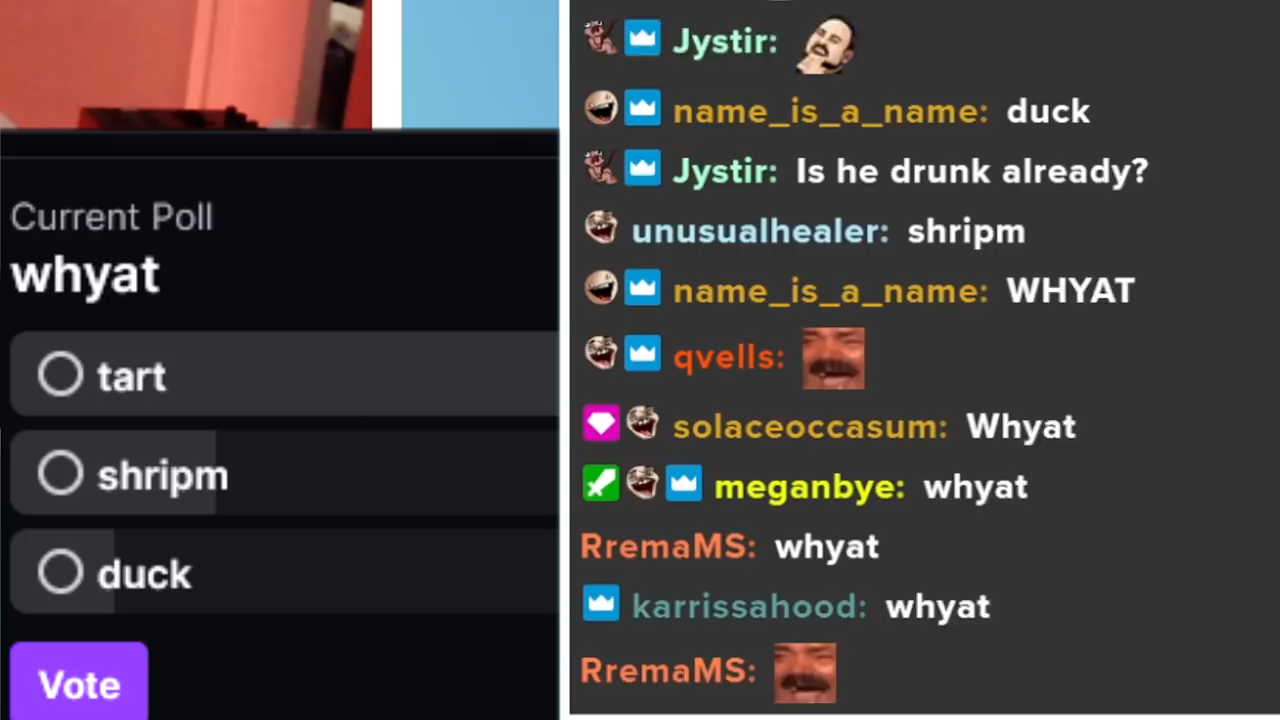 Current Poll
whyat
tart
shripm
duck
Vote
Jystir:
name_is_a_name: duck
Jystir: Is he drunk already?
unusualhealer: shripm
name_is_a_name: WHYAT
qvells:
solaceoccasum: Whyat
meganbye: whyat
RremaMS: whyat
karrissahood: whyat
RremaMS: